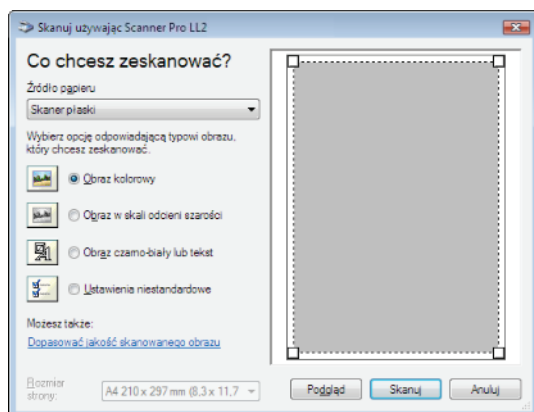 Skanuj używając Scanner Pro LL2
Co chcesz zeskanować?
Źródło papieru
Skaner płaski
Wybierz opcję odpowiadającą typowi obrazu,
który chcesz zeskanować.
Obraz kolorowy
Obraz w skali odcieni szarości
Obraz czarno-biały lub tekst
Ustawienia niestandardowe
Możesz także:
Dopasować jakość skanowanego obrazu
Rozmiar
strony:
A4 210 x 297 mm (8,3 x 11,7
Podgląd
Skanuj
Anuluj